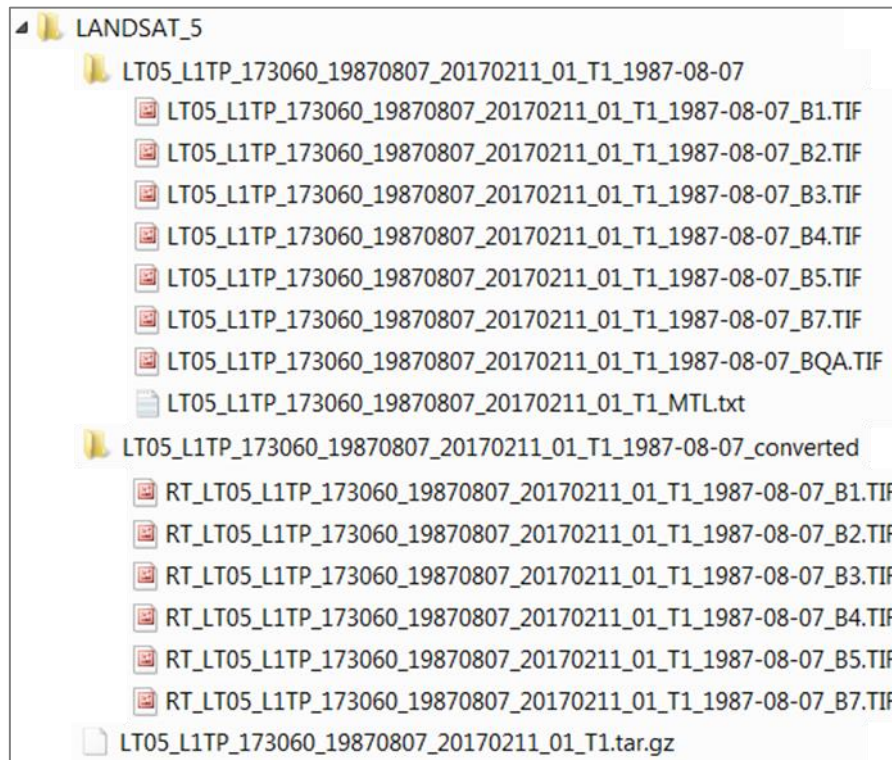 LANDSAT_5
LT05_L1TP_173060_19870807_20170211_01_T1_1987-08-07
LT05_L1TP_173060_19870807_20170211_01_T1_1987-08-07_B1.TIF
LT05_L1TP_173060_19870807_20170211_01_T1_1987-08-07_B2.TIF
LT05_L1TP_173060_19870807_20170211_01_T1_1987-08-07_B3.TIF
LT05_L1TP_173060_19870807_20170211_01_T1_1987-08-07_B4.TIF
LT05_L1TP_173060_19870807_20170211_01_T1_1987-08-07_B5.TIF
LT05_L1TP_173060_19870807_20170211_01_T1_1987-08-07_B7.TIF
LT05_L1TP_173060_19870807_20170211_01_T1_1987-08-07_BQA.TIF
LT05_L1TP_173060_19870807_20170211_01_T1_MTL.txt
LT05_L1TP_173060_19870807_20170211_01_T1_1987-08-07_converted
RT_LT05_L1TP_173060_19870807_20170211_01_T1_1987-08-07_B1.TIF
RT_LT05_L1TP_173060_19870807_20170211_01_T1_1987-08-07_B2.TIF
RT_LT05_L1TP_173060_19870807_20170211_01_T1_1987-08-07_B3.TIF
RT_LT05_L1TP_173060_19870807_20170211_01_T1_1987-08-07_B4.TIF
RT_LT05_L1TP_173060_19870807_20170211_01_T1_1987-08-07_B5.TIF
RT_LT05_L1TP_173060_19870807_20170211_01_T1_1987-08-07_B7.TIF
LT05_L1TP_173060_19870807_20170211_01_T1.tar.gz